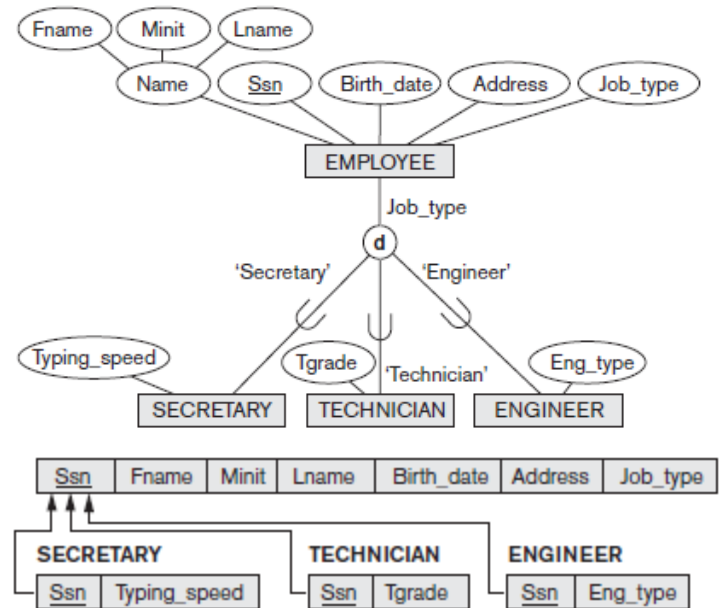 Fname Minit Lname
Name Ssn Birth_date Address Job_type
EMPLOYEE
Job_type
d
‘Secretary’ ‘Engineer’
Typing_speed Tgrade ‘Technician’ Eng_type
SECRETARY TECHNICIAN ENGINEER
Ssn Fname Minit Lname Birth_date Address Job_type
SECRETARY TECHNICIAN ENGINEER
Ssn Typing_speed Ssn Tgrade Ssn Eng_type